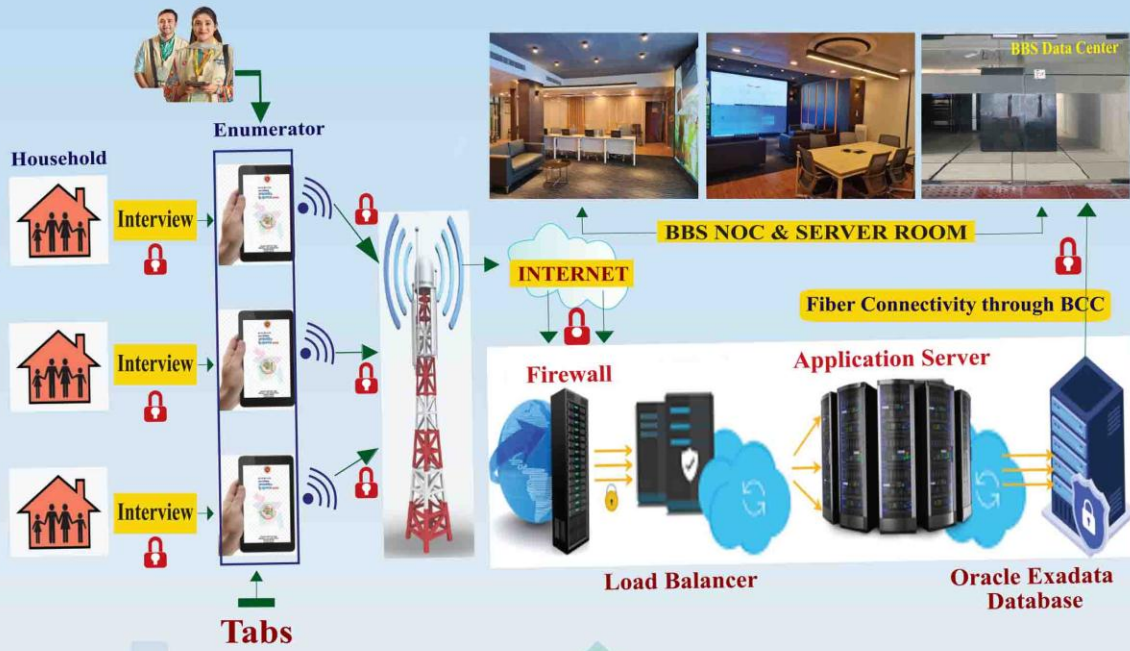 BBS Data Center
Enumerator
Household
Interview
BBS NOC & SERVER ROOM
INTERNET
Fiber Connectivity through BCC
Interview
Firewall
Application Server
Interview
Load Balancer
Oracle Exadata
Database
Tabs